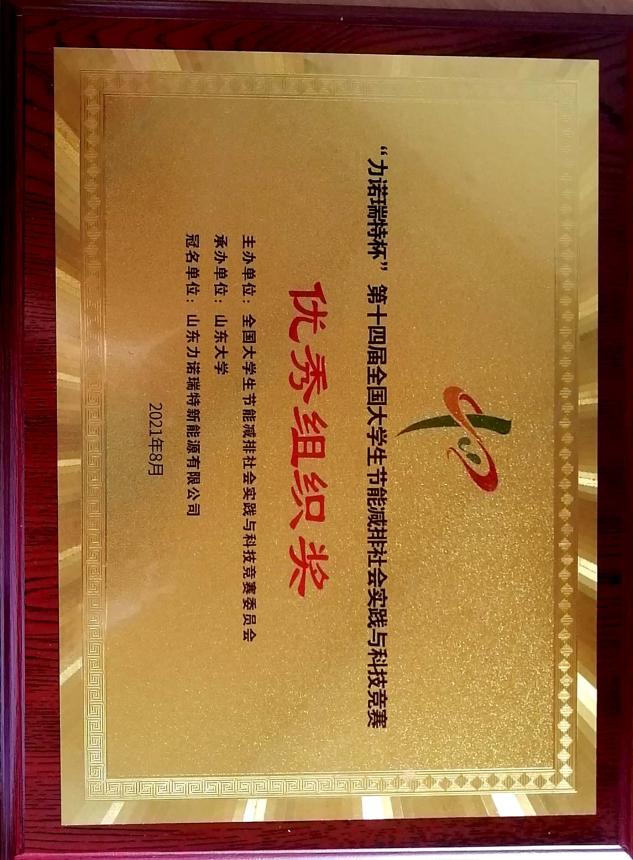 “力诺瑞特杯”第十四届全国大学生节能减排社会实践与科技竞赛
优秀组织奖
主办单位：全国大学生节能减排社会实践与科技竞赛委员会
承办单位：山东大学
冠名单位：山东力诺瑞特新能源有限公司
2021年8月